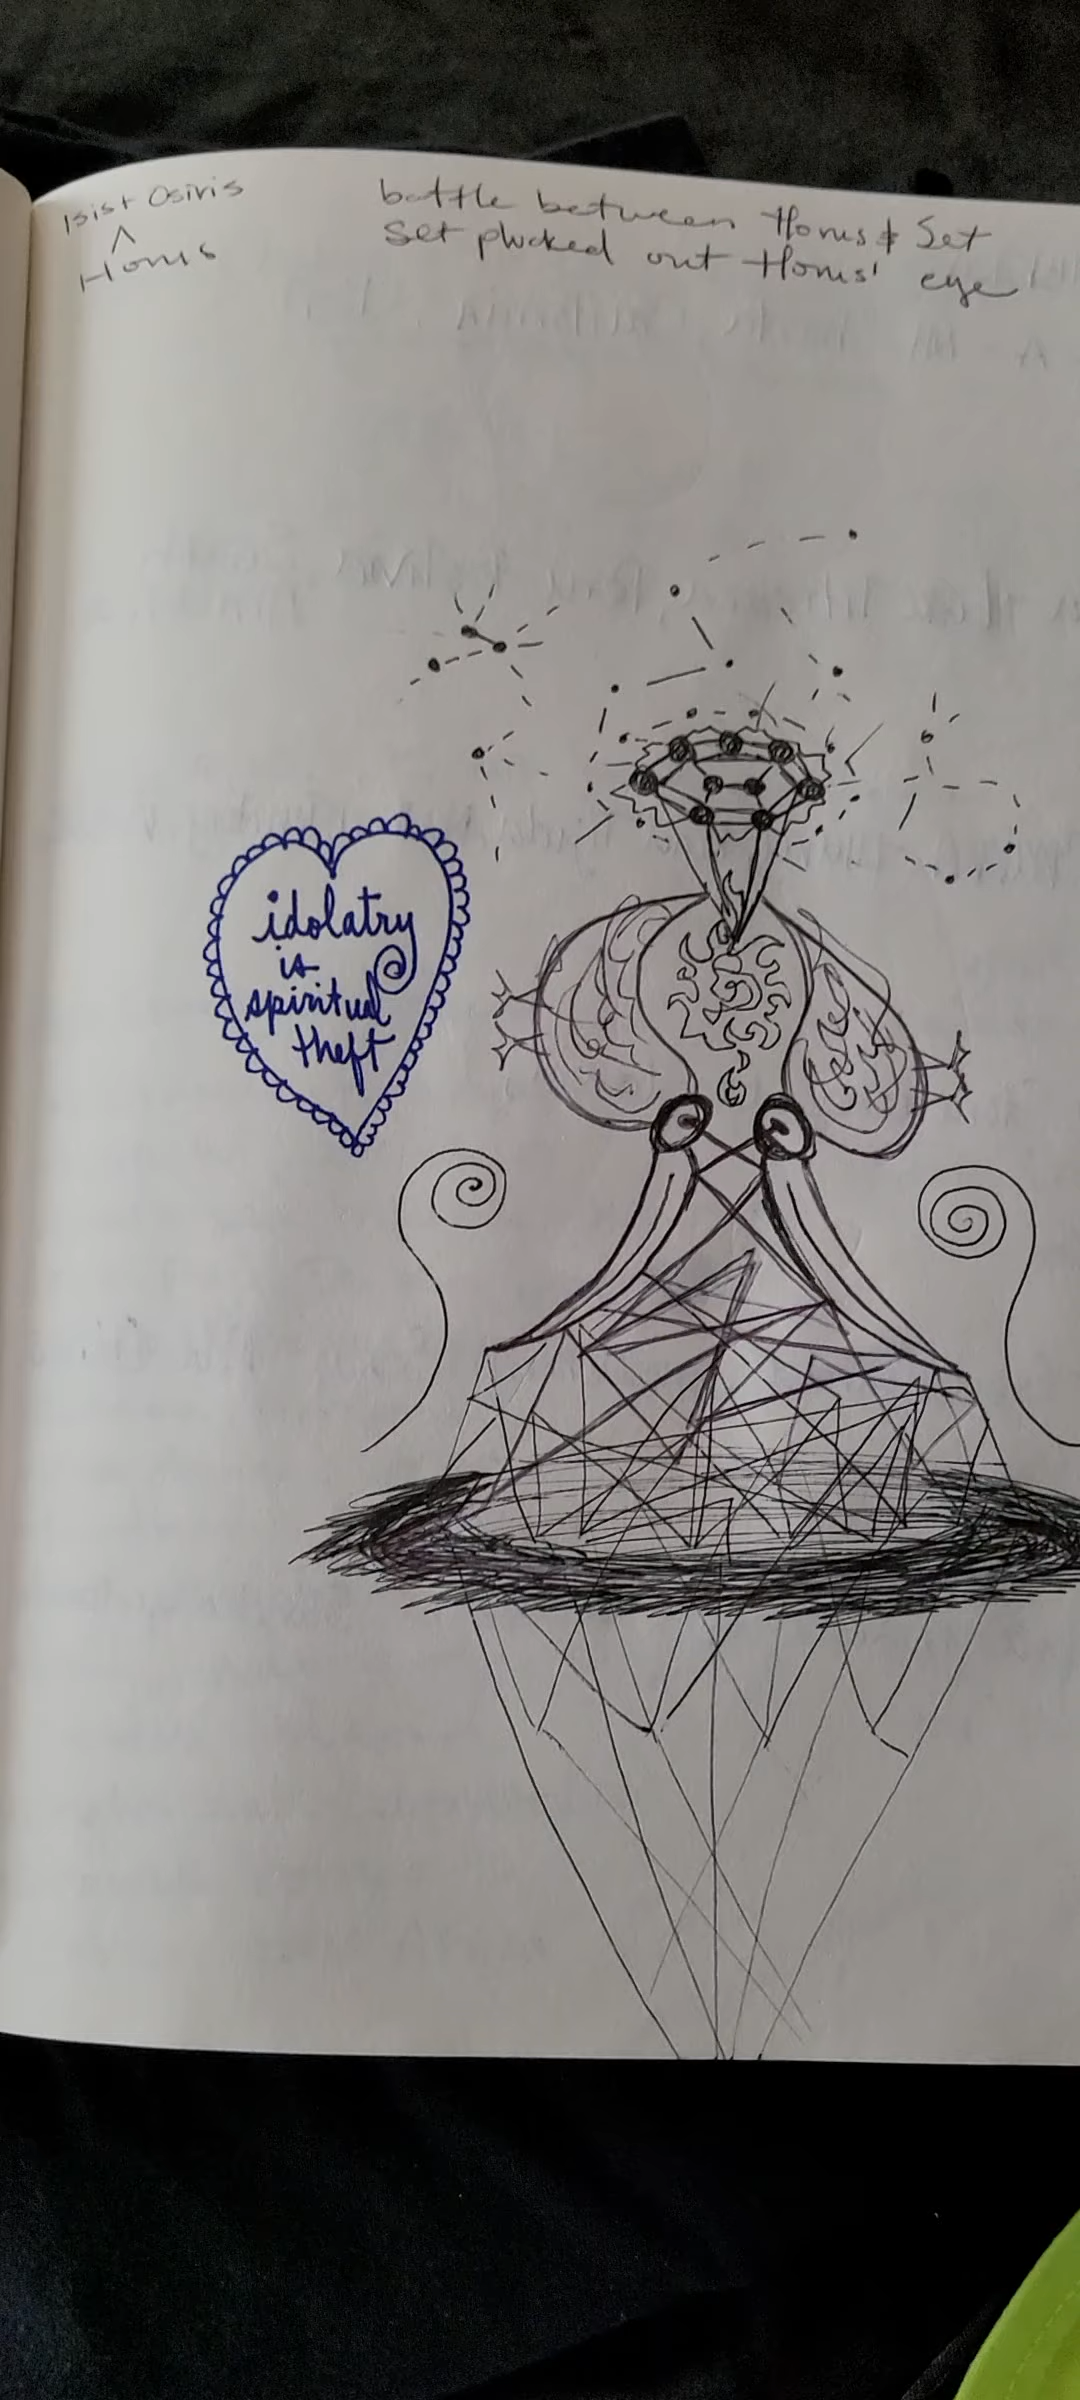 Isis + Osiris
^
Horus
battle between Horus & Set
Set plucked out Horus' eye
idolatry
is
spiritual
theft